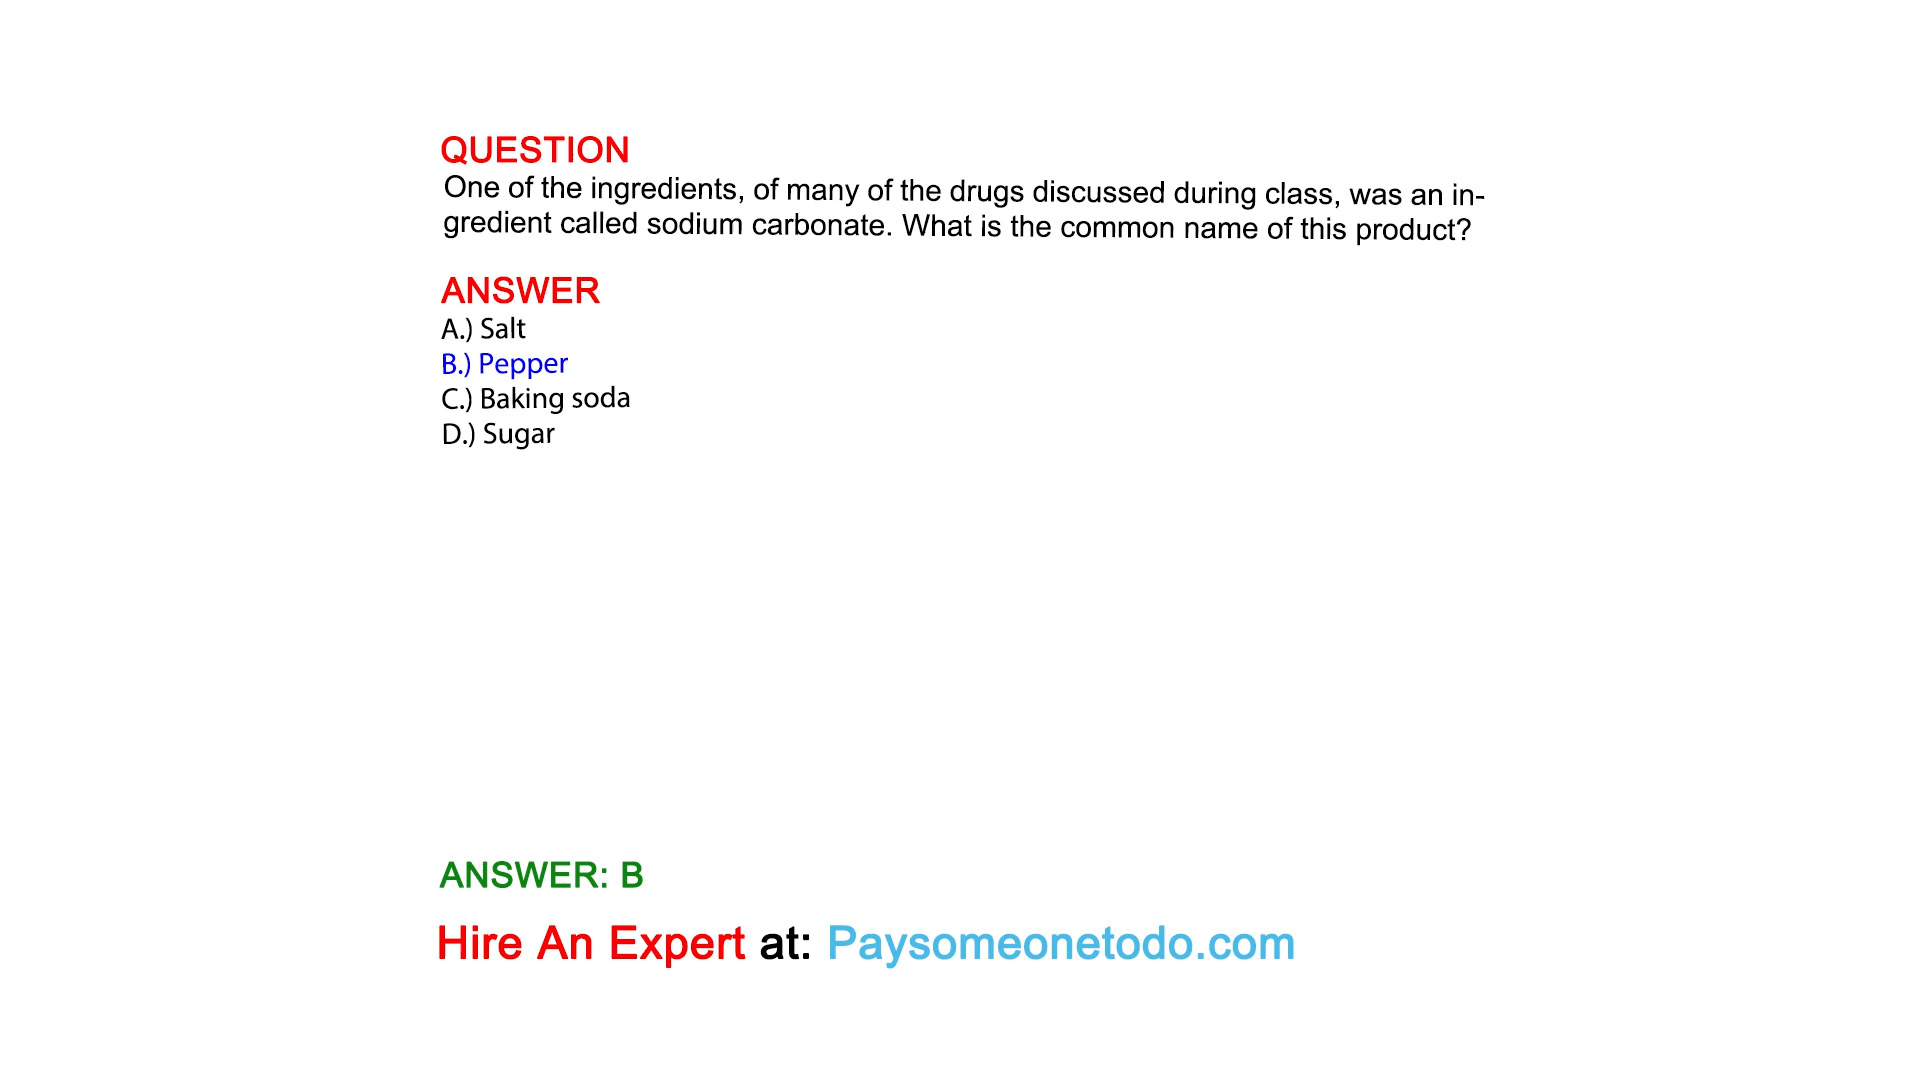 QUESTION
One of the ingredients, of many of the drugs discussed during class, was an in-
gredient called sodium carbonate. What is the common name of this product?
ANSWER
A.) Salt
B.) Pepper
C.) Baking soda
D.) Sugar
ANSWER: B
Hire An Expert at: Paysomeonetodo.com